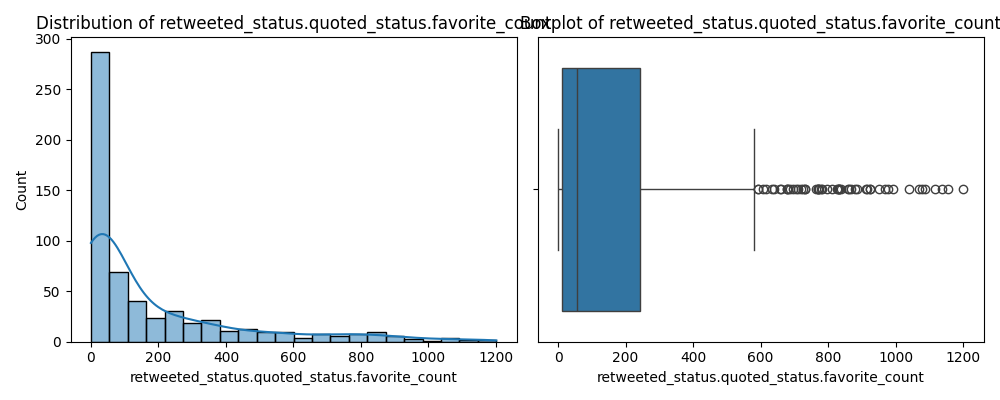 Distribution of retweeted_status.quoted_status.favorite_count
Boxplot of retweeted_status.quoted_status.favorite_count
300
250
200
150
100
50
0
Count
0 200 400 600 800 1000 1200
retweeted_status.quoted_status.favorite_count
0 200 400 600 800 1000 1200
retweeted_status.quoted_status.favorite_count